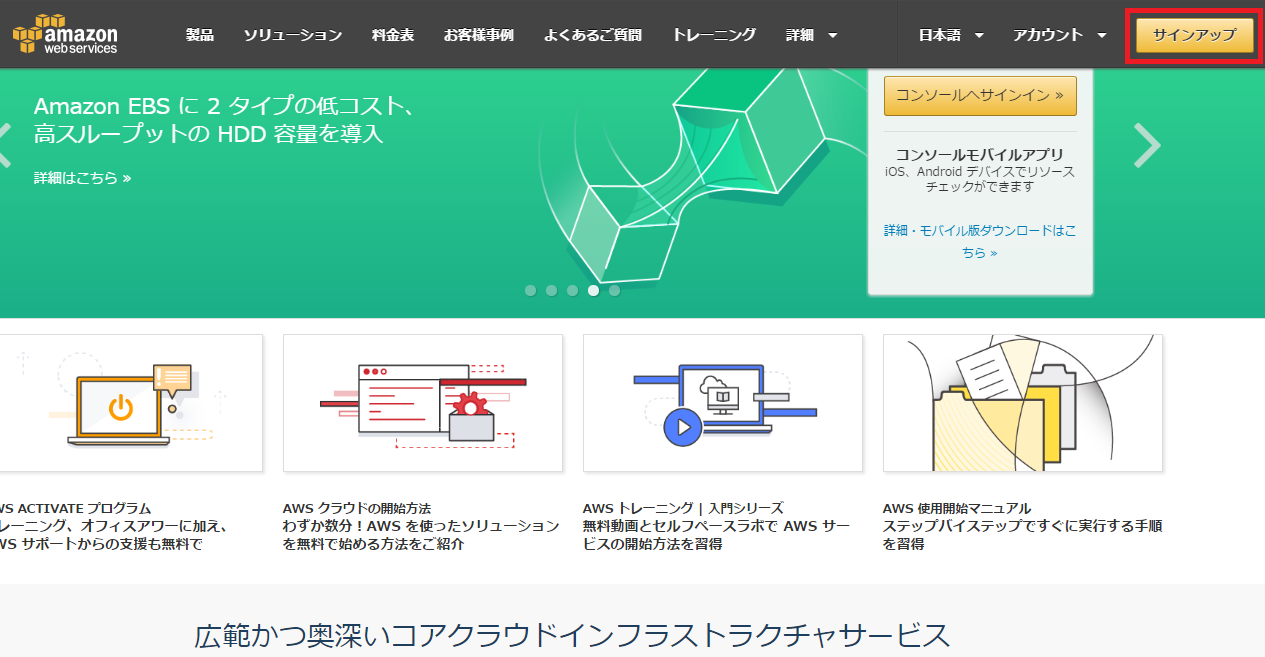 amazon
web services
製品 ソリューション 料金表 お客様事例 よくあるご質問 トレーニング 詳細 日本語 アカウント サインアップ
Amazon EBS に 2 タイプの低コスト、
高スループットの HDD 容量を導入
詳細はこちら »
コンソールへサインイン »
コンソールモバイルアプリ
iOS、Android デバイスでリソース
チェックができます
詳細・モバイル版ダウンロードはこ
ちら »
WS ACTIVATE プログラム
レーニング、オフィスアワーに加え、
WS サポートからの支援も無料で
AWS クラウドの開始方法
わずか数分！AWS を使ったソリューション
を無料で始める方法をご紹介
AWS トレーニング | 入門シリーズ
無料動画とセルフペースラボで AWS サー
ビスの開始方法を習得
AWS 使用開始マニュアル
ステップバイステップですぐに実行する手順
を習得
広範かつ奥深いコアクラウドインフラストラクチャサービス